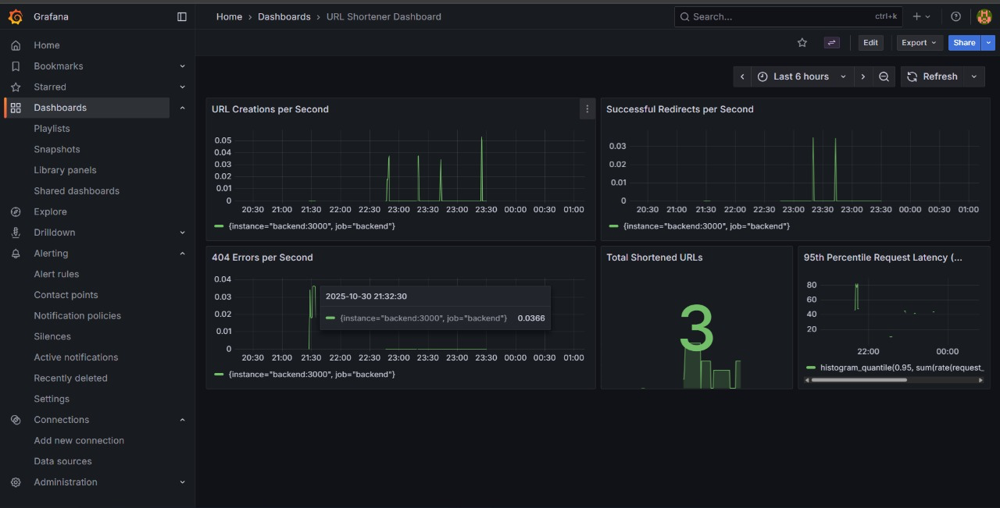 Grafana
Home › Dashboards › URL Shortener Dashboard
Search...
ctrl+k
Edit
Export
Share
Home
Bookmarks
Starred
Dashboards
Playlists
Snapshots
Library panels
Shared dashboards
Explore
Drilldown
Alerting
Alert rules
Contact points
Notification policies
Silences
Active notifications
Recently deleted
Settings
Connections
Add new connection
Data sources
Administration
Last 6 hours
Refresh
URL Creations per Second
0.05
0.04
0.03
0.02
0.01
0
20:30 21:00 21:30 22:00 22:30 23:00 23:30 23:00 23:30 00:00 00:30 01:00
{instance="backend:3000", job="backend"}
Successful Redirects per Second
0.03
0.02
0.01
0
20:30 21:00 21:30 22:00 22:30 23:00 23:30 23:00 23:30 00:00 00:30 01:00
{instance="backend:3000", job="backend"}
404 Errors per Second
0.04
0.03
0.02
0.01
0
20:30 21:00 21:30 22:00 22:30 23:00 23:30 23:00 23:30 00:00 00:30 01:00
{instance="backend:3000", job="backend"}
2025-10-30 21:32:30
{instance="backend:3000", job="backend"} 0.0366
Total Shortened URLs
3
95th Percentile Request Latency (...
80
60
40
20
22:00 00:00
histogram_quantile(0.95, sum(rate(request_